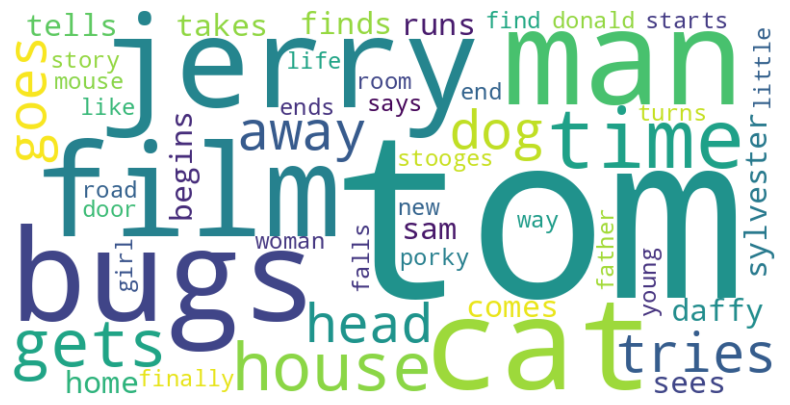 tells
takes
finds
runs
find
donald
starts
goes
story
mouse
like
jerry
life
room
says
ends
end
man
little
begins
away
dog
time
turns
film
stooges
tom
sylvester
road
door
new
sam
way
porky
bugs
girl
woman
falls
father
young
gets
head
comes
daffy
house
cat
tries
home
finally
sees